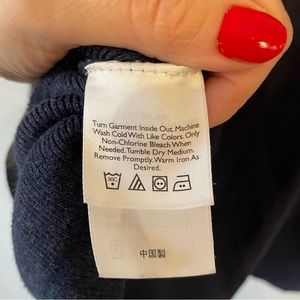 Turn Garment Inside Out. Machine
Wash Cold With Like Colors. Only
Non-Chlorine Bleach When
Needed. Tumble Dry Medium.
Remove Promptly. Warm Iron As
Desired.
30C
中国製